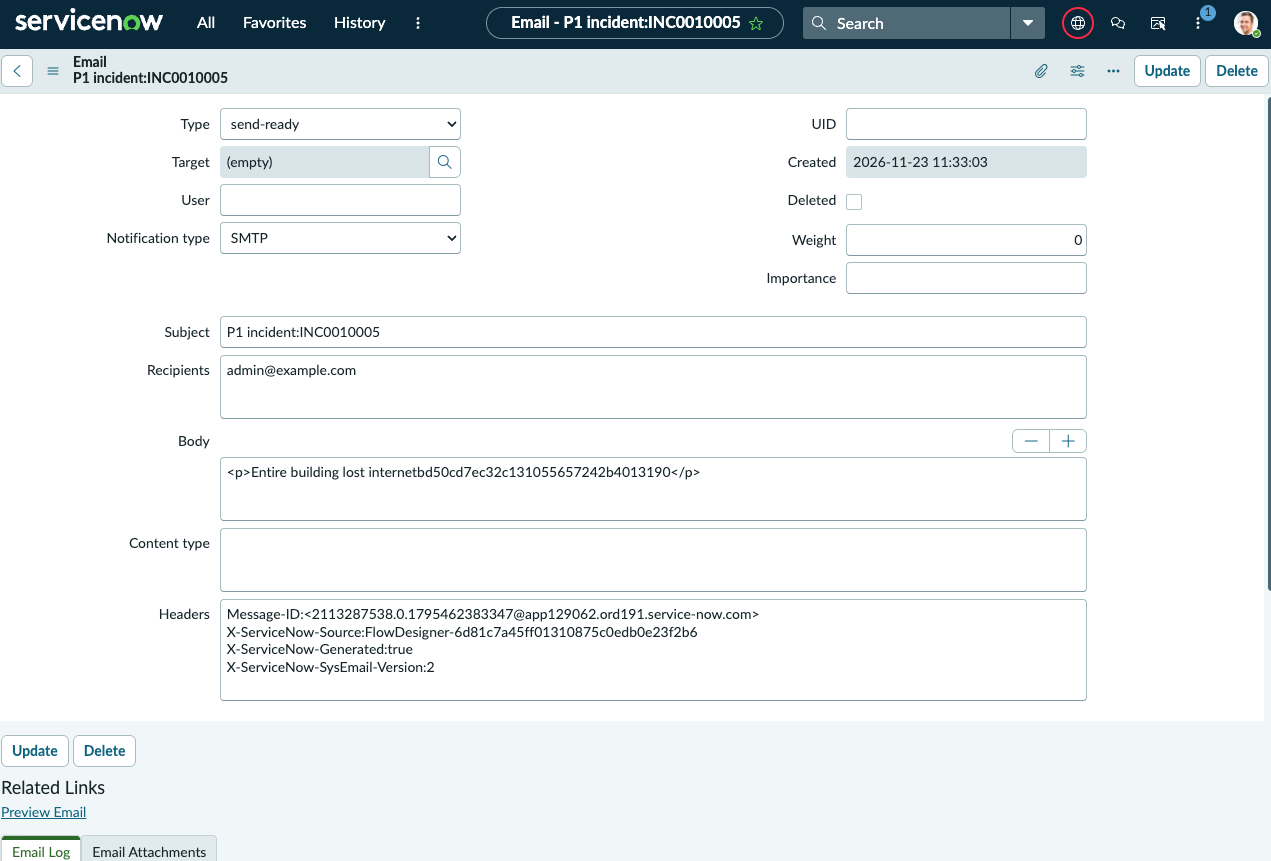 servicenow All Favorites History Email - P1 incident:INC0010005 Search 1
Email
P1 incident:INC0010005
Update Delete
Type send-ready
UID
Target (empty)
Created 2026-11-23 11:33:03
User
Deleted
Notification type SMTP
Weight 0
Importance
Subject P1 incident:INC0010005
Recipients admin@example.com
Body
<p>Entire building lost internetbd50cd7ec32c131055657242b4013190</p>
Content type
Headers Message-ID:<2113287538.0.1795462383347@app129062.ord191.service-now.com>
X-ServiceNow-Source:FlowDesigner-6d81c7a45ff01310875c0edb0e23f2b6
X-ServiceNow-Generated:true
X-ServiceNow-SysEmail-Version:2
Update Delete
Related Links
Preview Email
Email Log Email Attachments